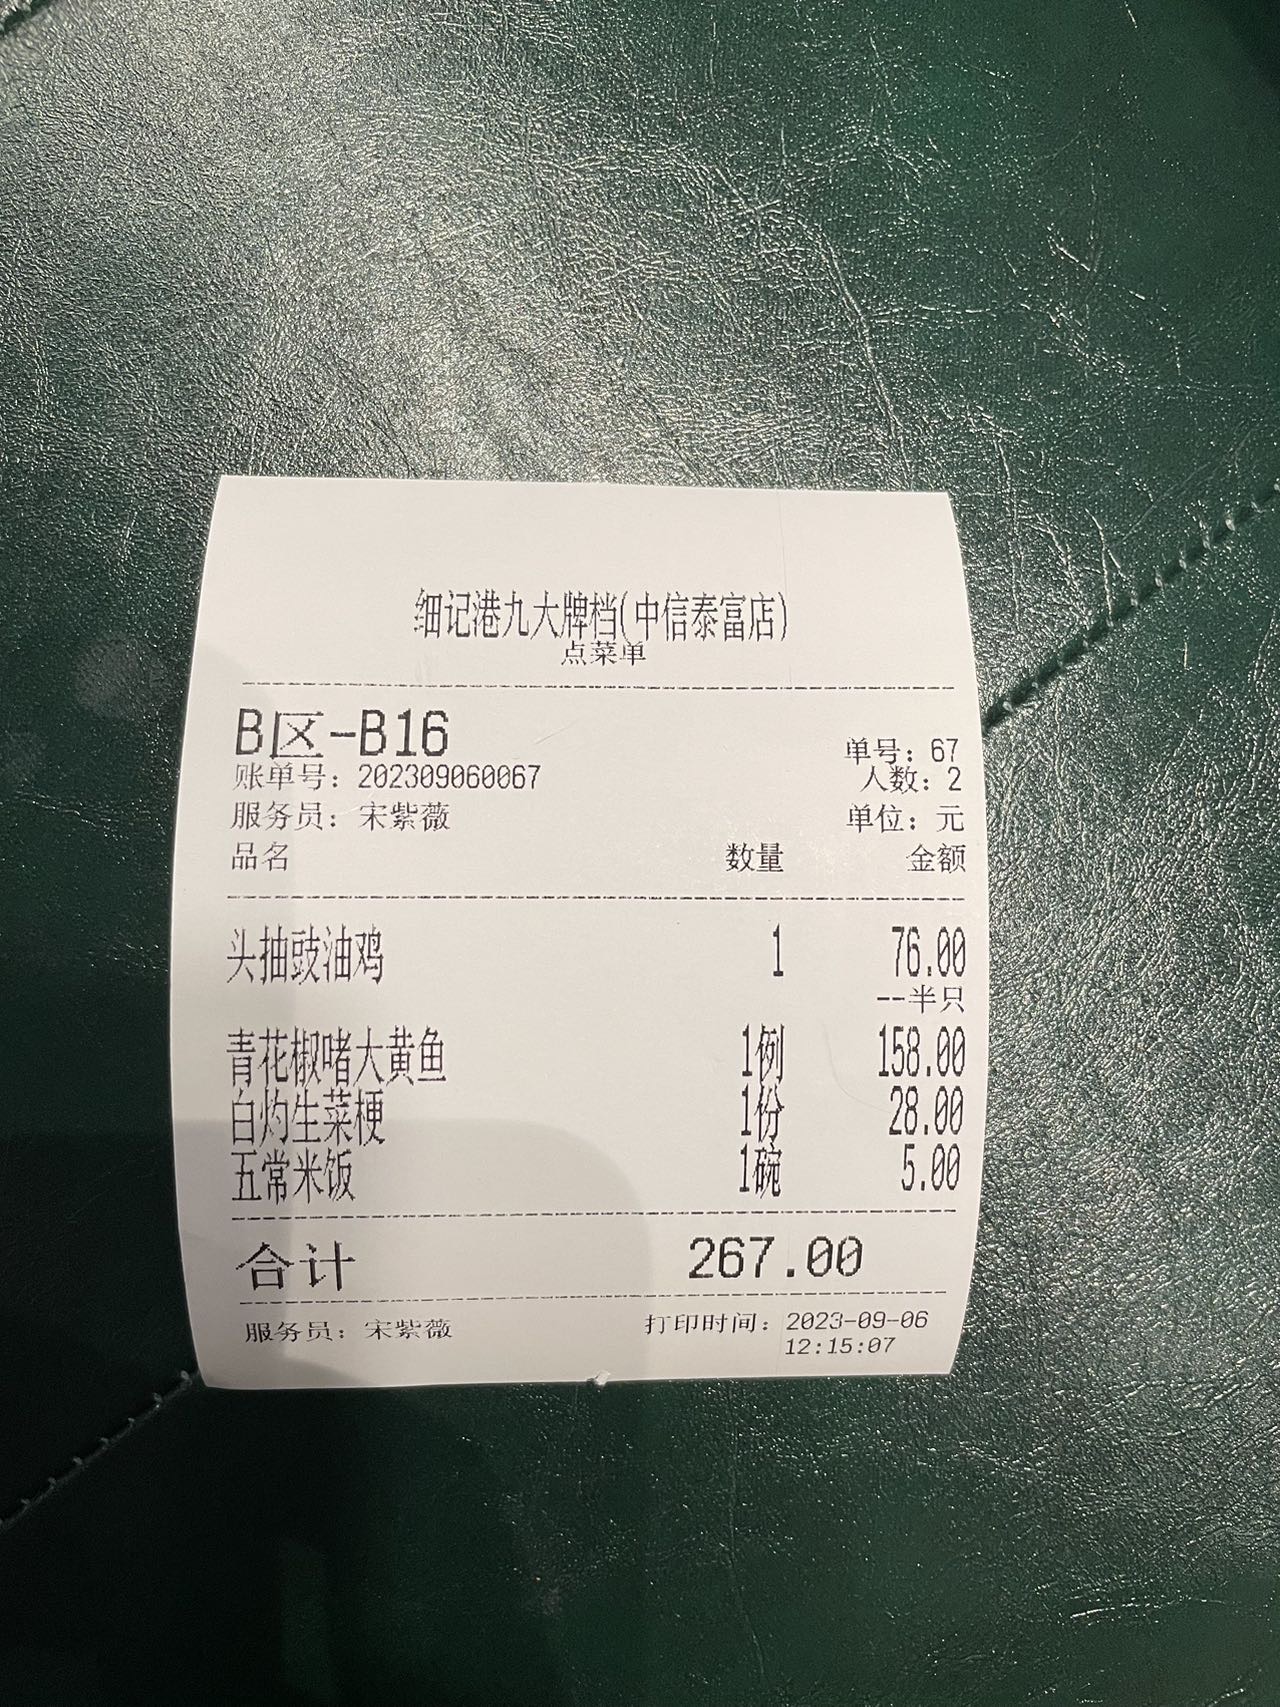 细记港九大牌档(中信泰富店)
点菜单
B区-B16
单号：67
账单号：202309060067
人数：2
服务员：宋紫薇
单位：元
品名 数量 金额
头抽豉油鸡 1 76.00
--半只
青花椒啫大黄鱼 1例 158.00
白灼生菜梗 1份 28.00
五常米饭 1碗 5.00
合计 267.00
服务员：宋紫薇 打印时间：2023-09-06
12:15:07